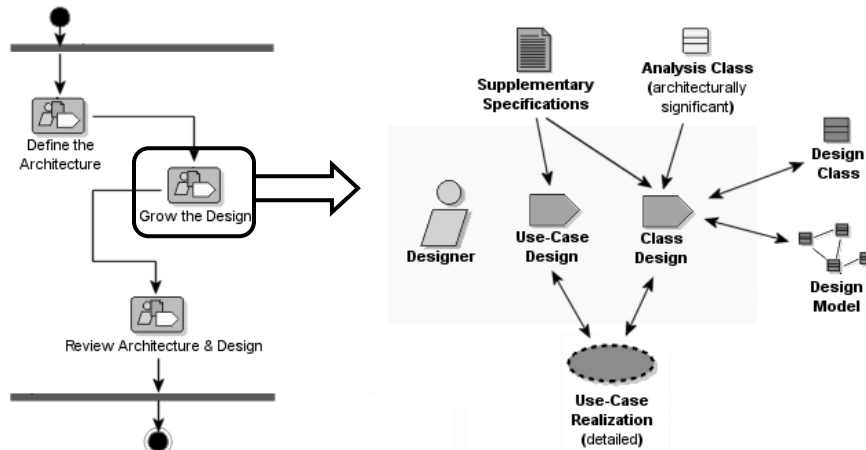 Define the
Architecture
Grow the Design
Review Architecture & Design
Supplementary
Specifications
Analysis Class
(architecturally
significant)
Design
Class
Designer
Use-Case
Design
Class
Design
Design
Model
Use-Case
Realization
(detailed)